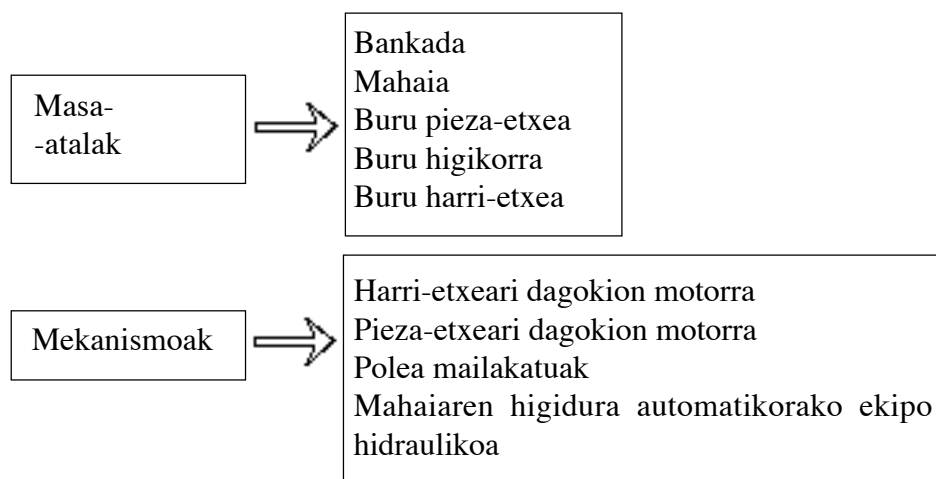 Masa-
-atalak
Bankada
Mahaia
Buru pieza-etxea
Buru higikorra
Buru harri-etxea
Mekanismoak
Harri-etxeari dagokion motorra
Pieza-etxeari dagokion motorra
Polea mailakatuak
Mahaiaren higidura automatikorako ekipo
hidraulikoa